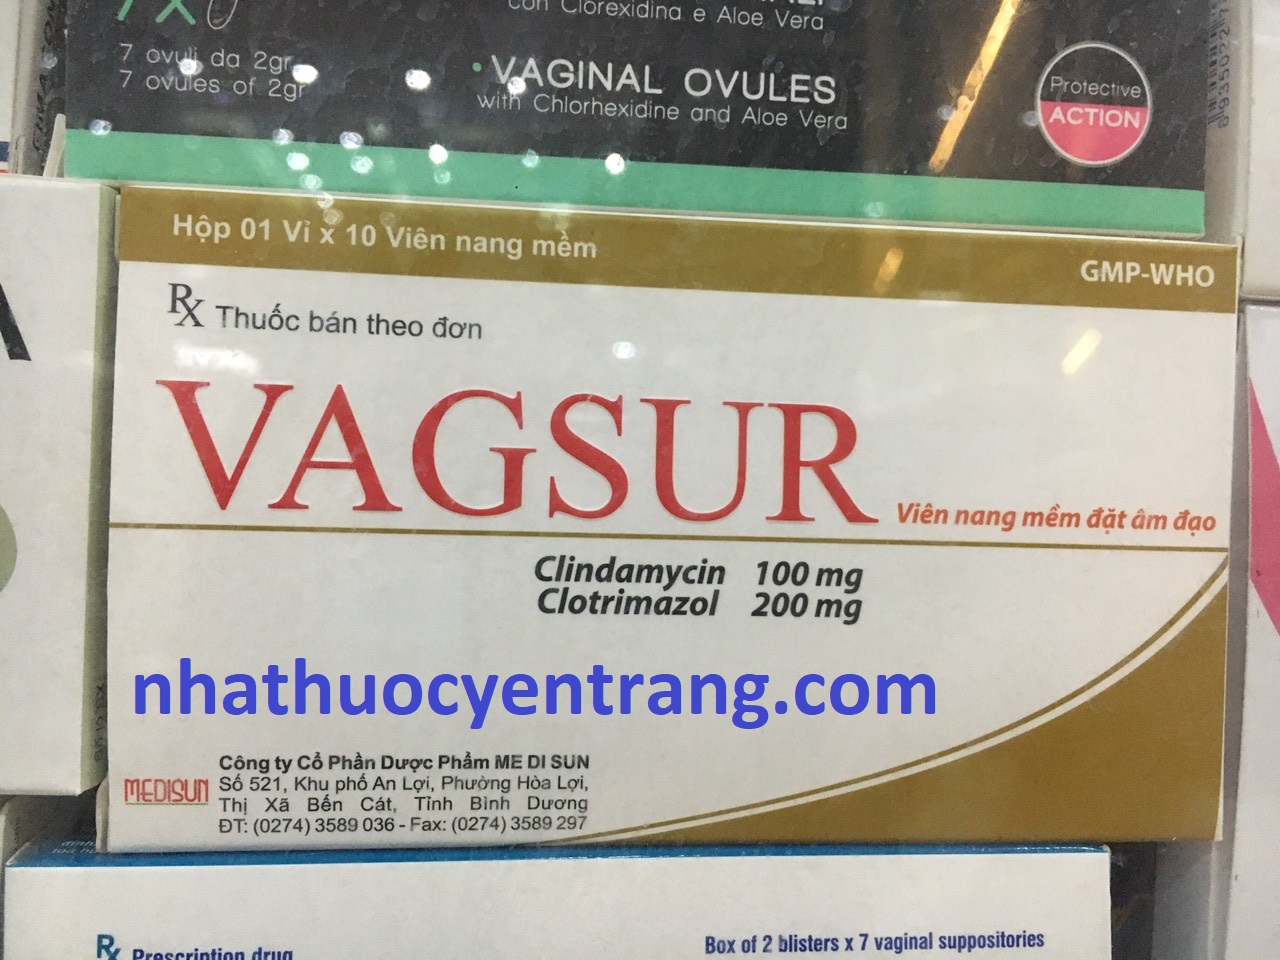 7 ovuli da 2gr
7 ovules of 2gr
con Clorexidina e Aloe Vera
• VAGINAL OVULES
with Chlorhexidine and Aloe Vera
Protective
ACTION
Hộp 01 Vỉ x 10 Viên nang mềm
GMP-WHO
Rx Thuốc bán theo đơn
VAGSUR
Viên nang mềm đặt âm đạo
Clindamycin 100 mg
Clotrimazol 200 mg
nhathuocyentrang.com
MEDISUN
Công ty Cổ Phần Dược Phẩm ME DI SUN
Số 521, Khu phố An Lợi, Phường Hòa Lợi,
Thị Xã Bến Cát, Tỉnh Bình Dương
ĐT: (0274) 3589 036 - Fax: (0274) 3589 297
Rx Prescription drug
Box of 2 blisters x 7 vaginal suppositories